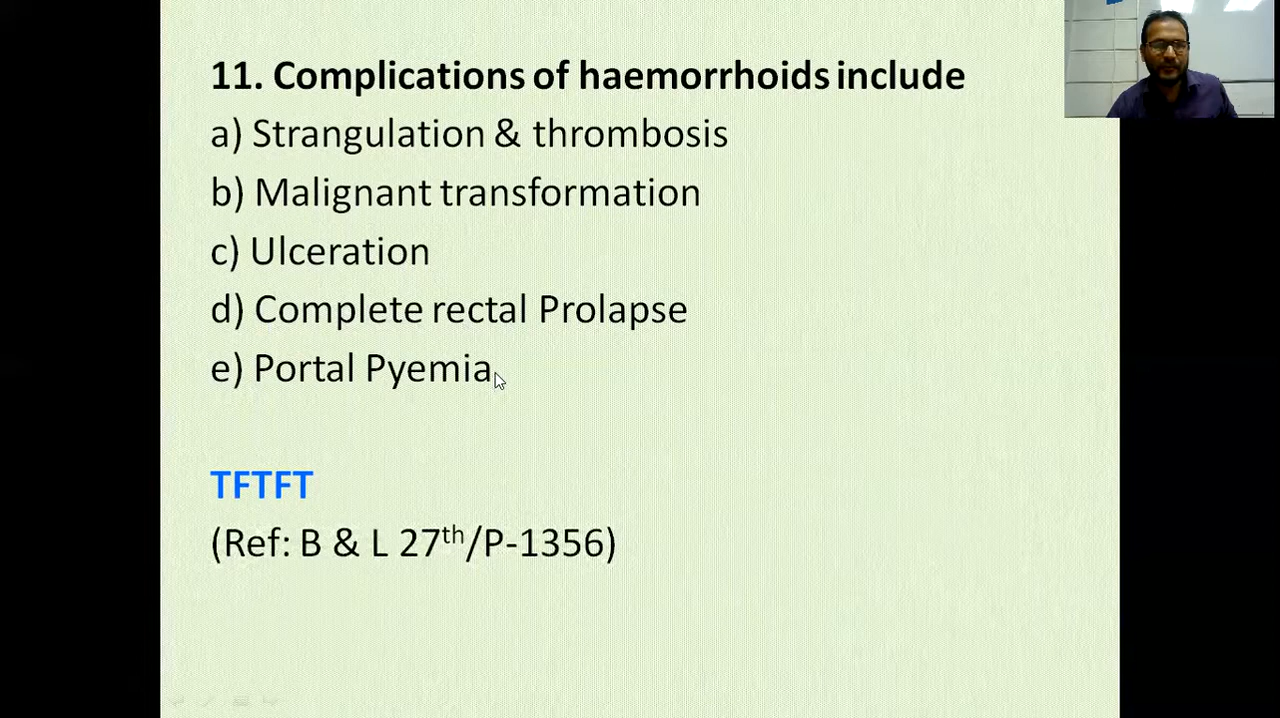 11. Complications of haemorrhoids include
a) Strangulation & thrombosis
b) Malignant transformation
c) Ulceration
d) Complete rectal Prolapse
e) Portal Pyemia
TFTFT
(Ref: B & L 27th/P-1356)